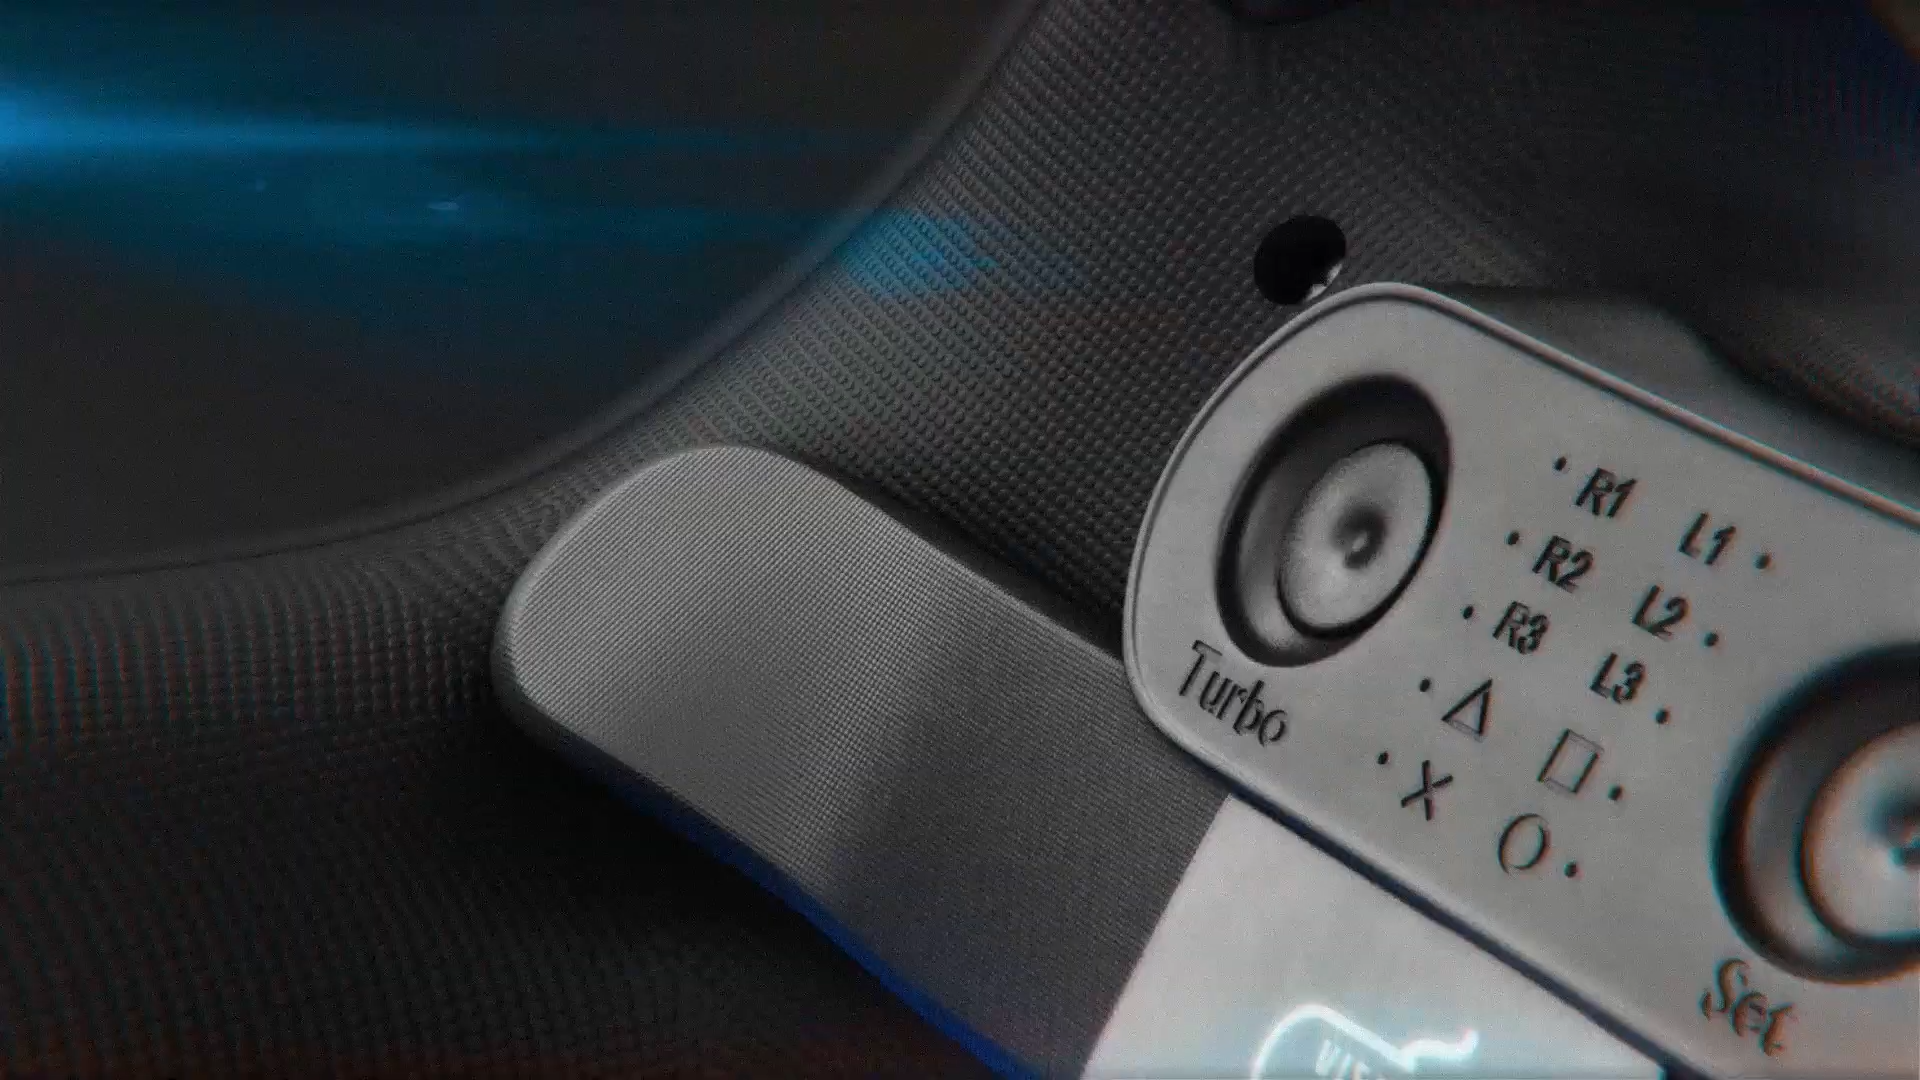 R1 L1
R2 L2
R3 L3
△ □
X ○
Turbo
Set